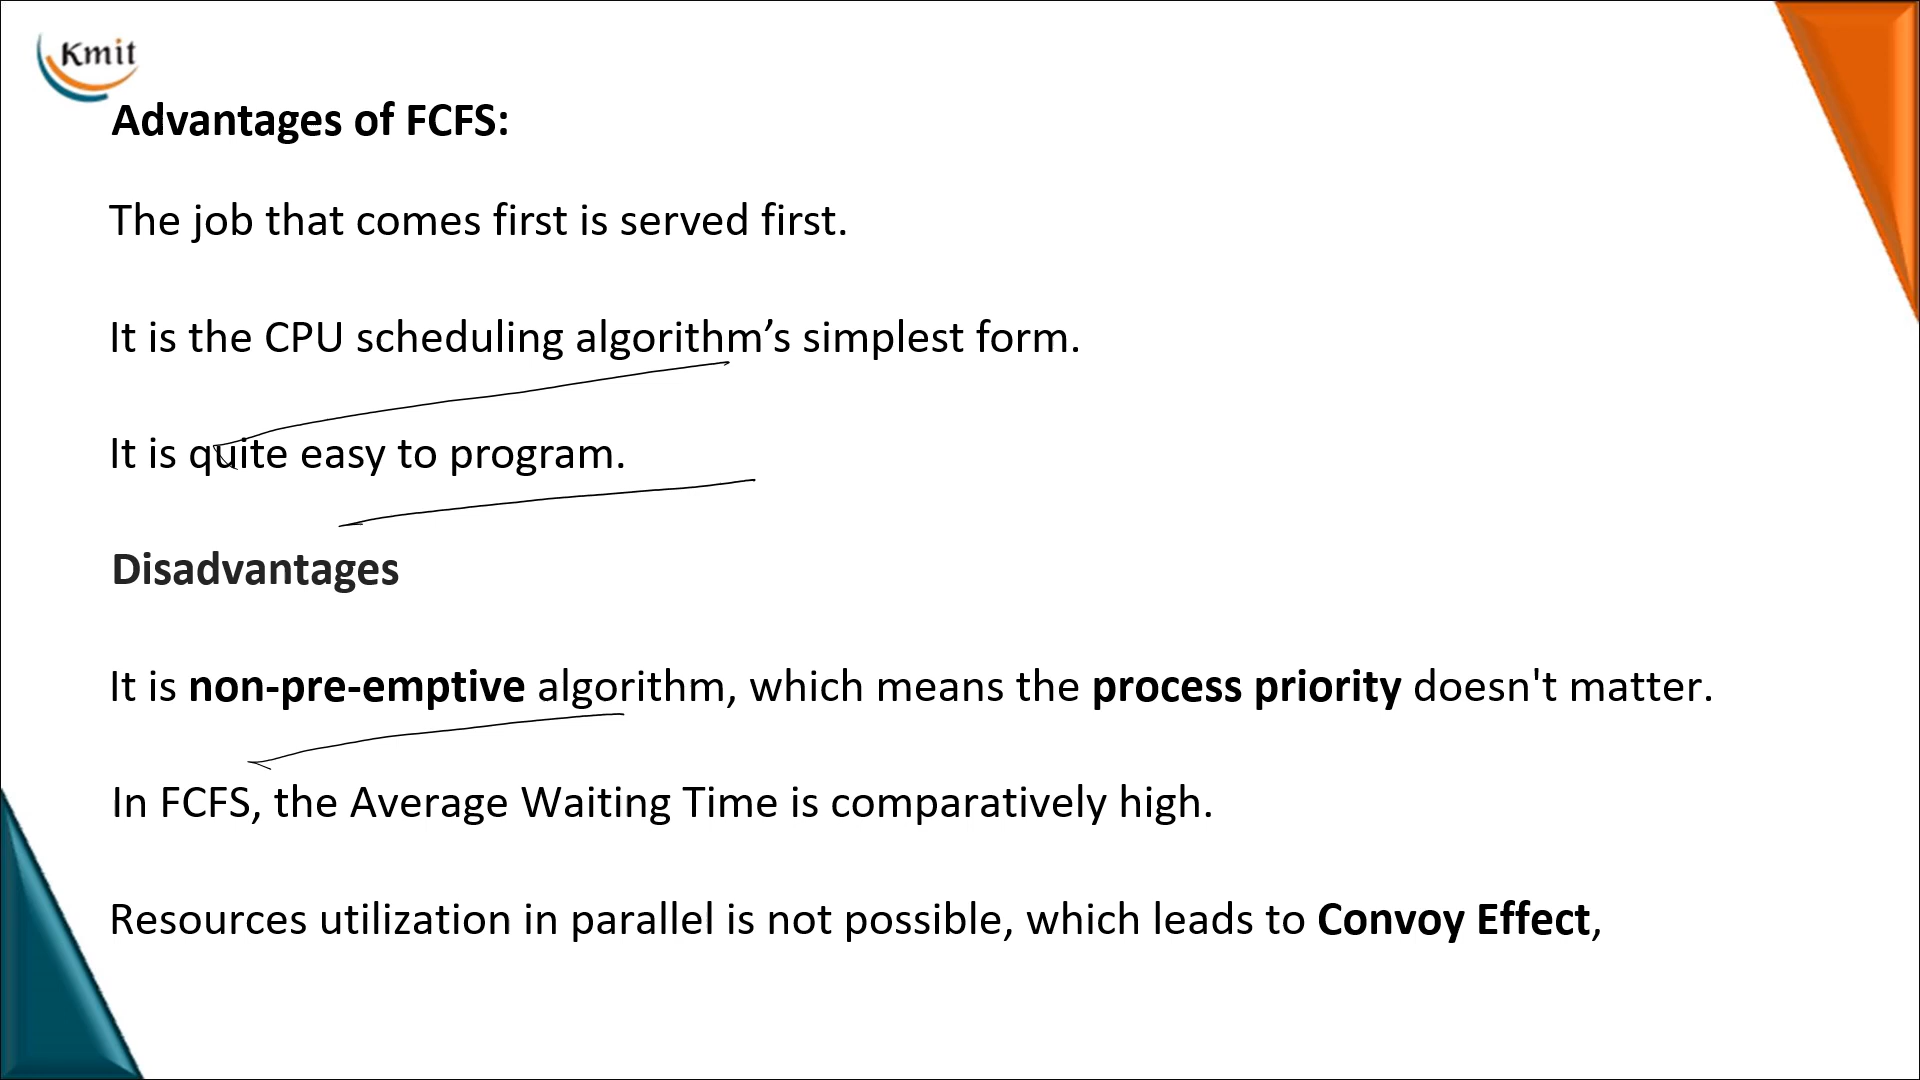 Kmit
Advantages of FCFS:
The job that comes first is served first.
It is the CPU scheduling algorithm’s simplest form.
It is quite easy to program.
Disadvantages
It is non-pre-emptive algorithm, which means the process priority doesn't matter.
In FCFS, the Average Waiting Time is comparatively high.
Resources utilization in parallel is not possible, which leads to Convoy Effect,